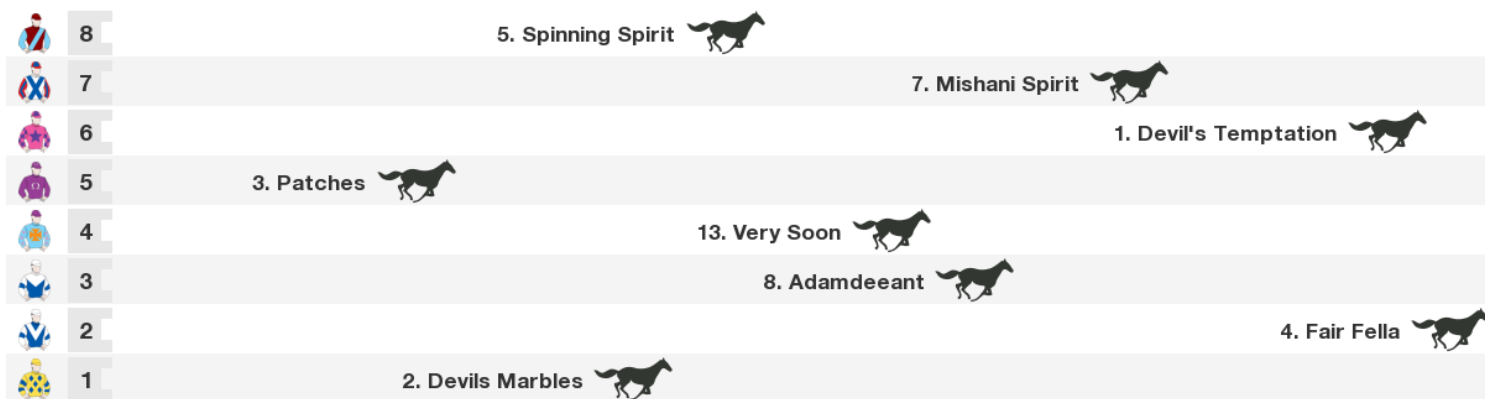 8 5. Spinning Spirit
7 7. Mishani Spirit
6 1. Devil's Temptation
5 3. Patches
4 13. Very Soon
3 8. Adamdeeant
2 4. Fair Fella
1 2. Devils Marbles